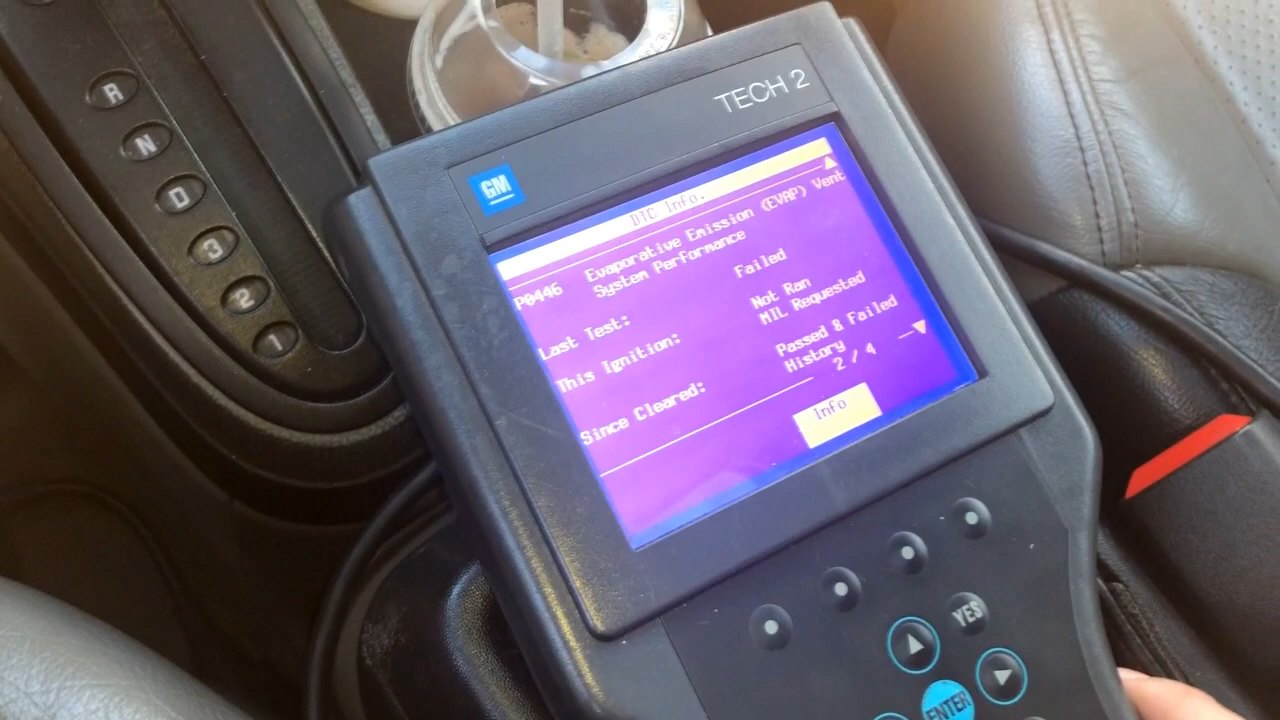 R
N
D
3
2
1
TECH 2
GM
DTC Info.
P0446 Evaporative Emission (EVAP) Vent
System Performance
Last Test: Failed
This Ignition: Not Ran
MIL Requested
Since Cleared: Passed & Failed
History
2 / 4
Info
YES
ENTER